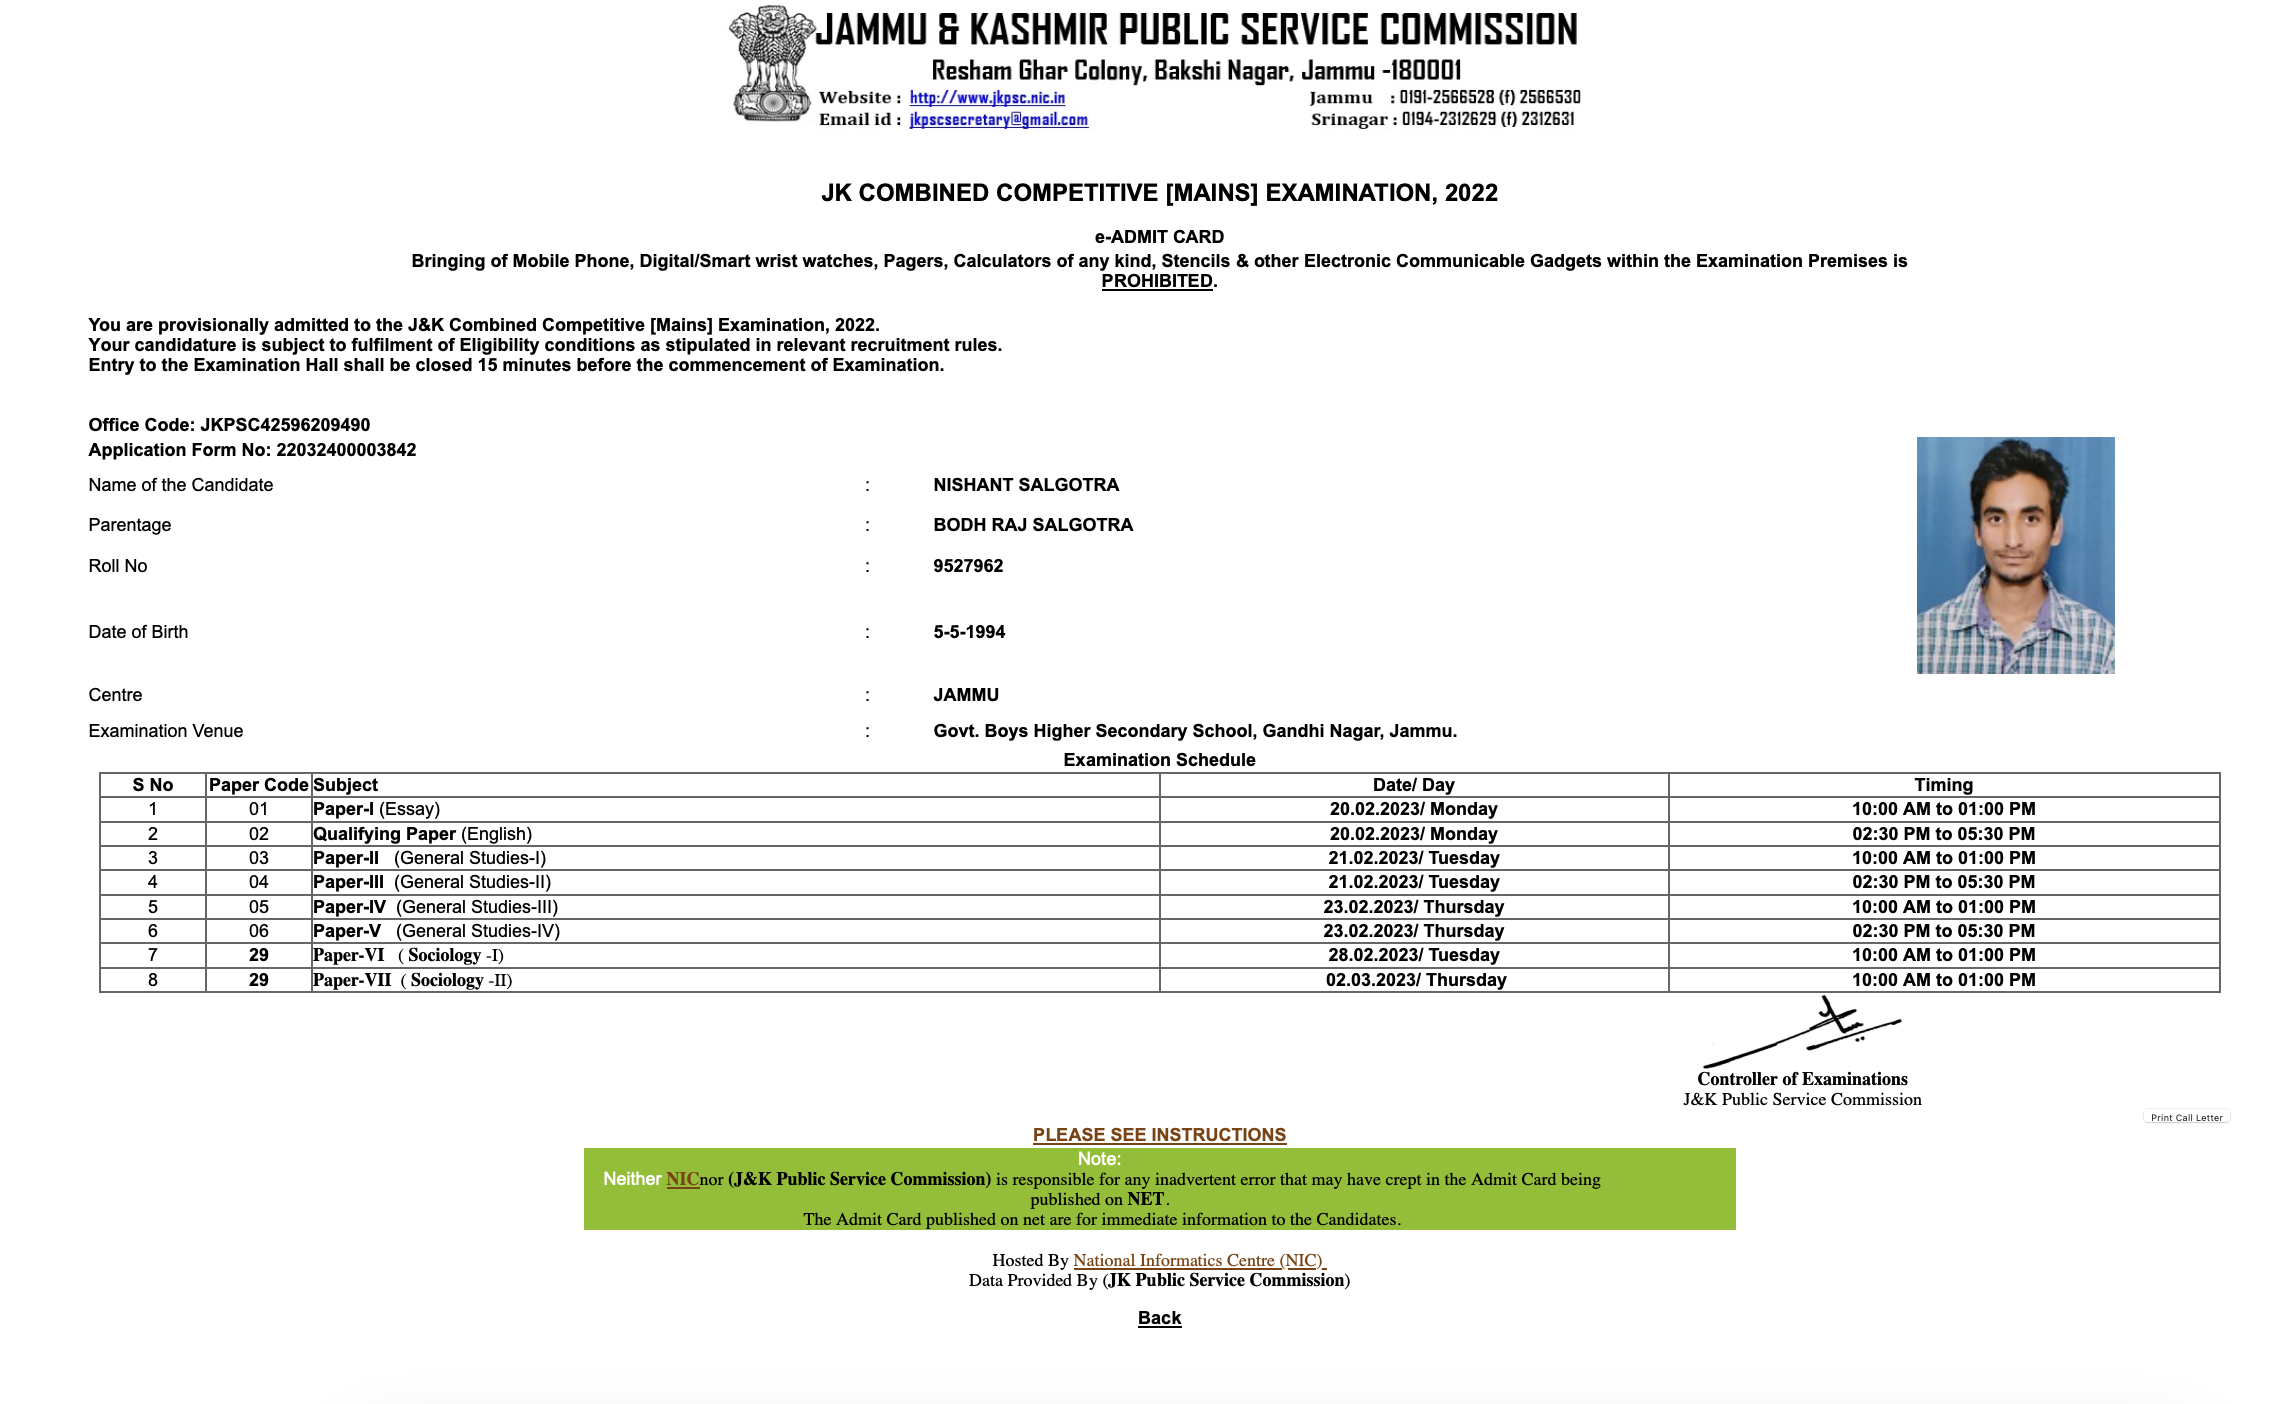 JAMMU & KASHMIR PUBLIC SERVICE COMMISSION
Resham Ghar Colony, Bakshi Nagar, Jammu -180001
Website : http://www.jkpsc.nic.in Jammu : 0191-2566528 (f) 2566530
Email id : jkpscsecretary@gmail.com Srinagar : 0194-2312629 (f) 2312631
JK COMBINED COMPETITIVE [MAINS] EXAMINATION, 2022
e-ADMIT CARD
Bringing of Mobile Phone, Digital/Smart wrist watches, Pagers, Calculators of any kind, Stencils & other Electronic Communicable Gadgets within the Examination Premises is
PROHIBITED.
You are provisionally admitted to the J&K Combined Competitive [Mains] Examination, 2022.
Your candidature is subject to fulfilment of Eligibility conditions as stipulated in relevant recruitment rules.
Entry to the Examination Hall shall be closed 15 minutes before the commencement of Examination.
Office Code: JKPSC42596209490
Application Form No: 22032400003842
Name of the Candidate : NISHANT SALGOTRA
Parentage : BODH RAJ SALGOTRA
Roll No : 9527962
Date of Birth : 5-5-1994
Centre : JAMMU
Examination Venue : Govt. Boys Higher Secondary School, Gandhi Nagar, Jammu.
Examination Schedule
S No Paper Code Subject Date/ Day Timing
1 01 Paper-I (Essay) 20.02.2023/ Monday 10:00 AM to 01:00 PM
2 02 Qualifying Paper (English) 20.02.2023/ Monday 02:30 PM to 05:30 PM
3 03 Paper-II (General Studies-I) 21.02.2023/ Tuesday 10:00 AM to 01:00 PM
4 04 Paper-III (General Studies-II) 21.02.2023/ Tuesday 02:30 PM to 05:30 PM
5 05 Paper-IV (General Studies-III) 23.02.2023/ Thursday 10:00 AM to 01:00 PM
6 06 Paper-V (General Studies-IV) 23.02.2023/ Thursday 02:30 PM to 05:30 PM
7 29 Paper-VI ( Sociology -I) 28.02.2023/ Tuesday 10:00 AM to 01:00 PM
8 29 Paper-VII ( Sociology -II) 02.03.2023/ Thursday 10:00 AM to 01:00 PM
Controller of Examinations
J&K Public Service Commission
Print Call Letter
PLEASE SEE INSTRUCTIONS
Note:
Neither NICnor (J&K Public Service Commission) is responsible for any inadvertent error that may have crept in the Admit Card being
published on NET.
The Admit Card published on net are for immediate information to the Candidates.
Hosted By National Informatics Centre (NIC)
Data Provided By (JK Public Service Commission)
Back